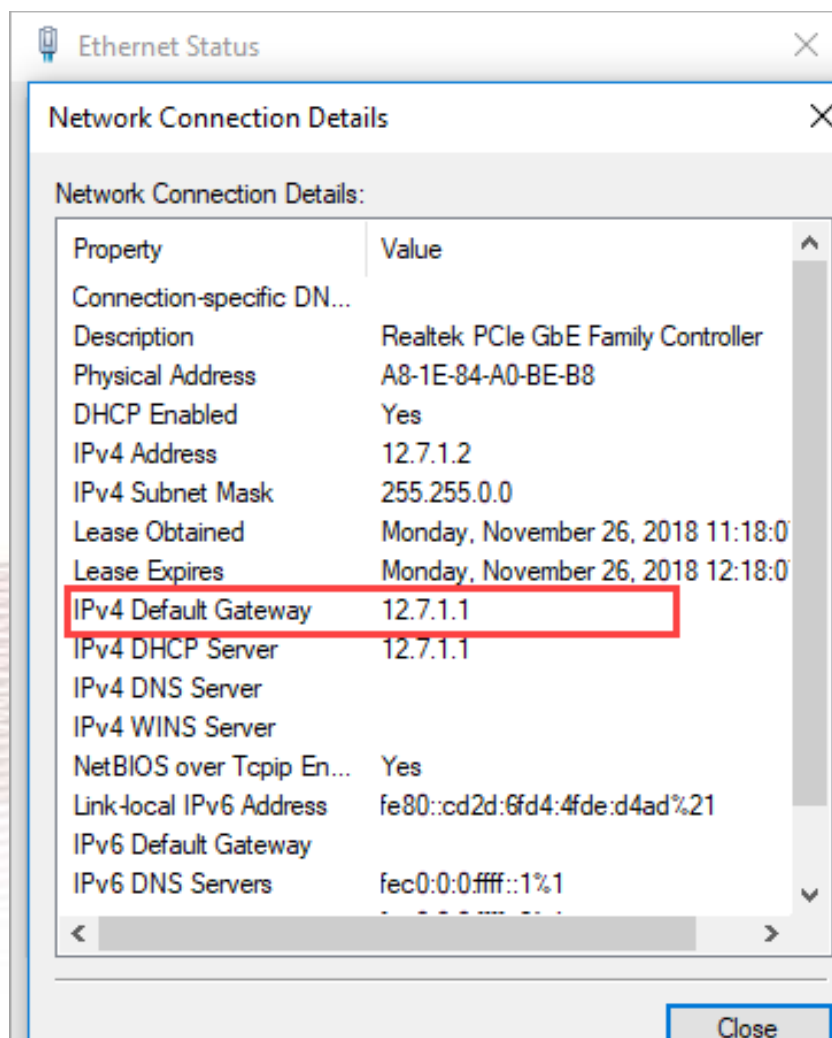 Ethernet Status
Network Connection Details
Network Connection Details:
Property Value
Connection-specific DN...
Description Realtek PCIe GbE Family Controller
Physical Address A8-1E-84-A0-BE-B8
DHCP Enabled Yes
IPv4 Address 12.7.1.2
IPv4 Subnet Mask 255.255.0.0
Lease Obtained Monday, November 26, 2018 11:18:0
Lease Expires Monday, November 26, 2018 12:18:0
IPv4 Default Gateway 12.7.1.1
IPv4 DHCP Server 12.7.1.1
IPv4 DNS Server
IPv4 WINS Server
NetBIOS over Tcpip En... Yes
Link-local IPv6 Address fe80::cd2d:6fd4:4fde:d4ad%21
IPv6 Default Gateway
IPv6 DNS Servers fec0:0:0:ffff::1%1
Close